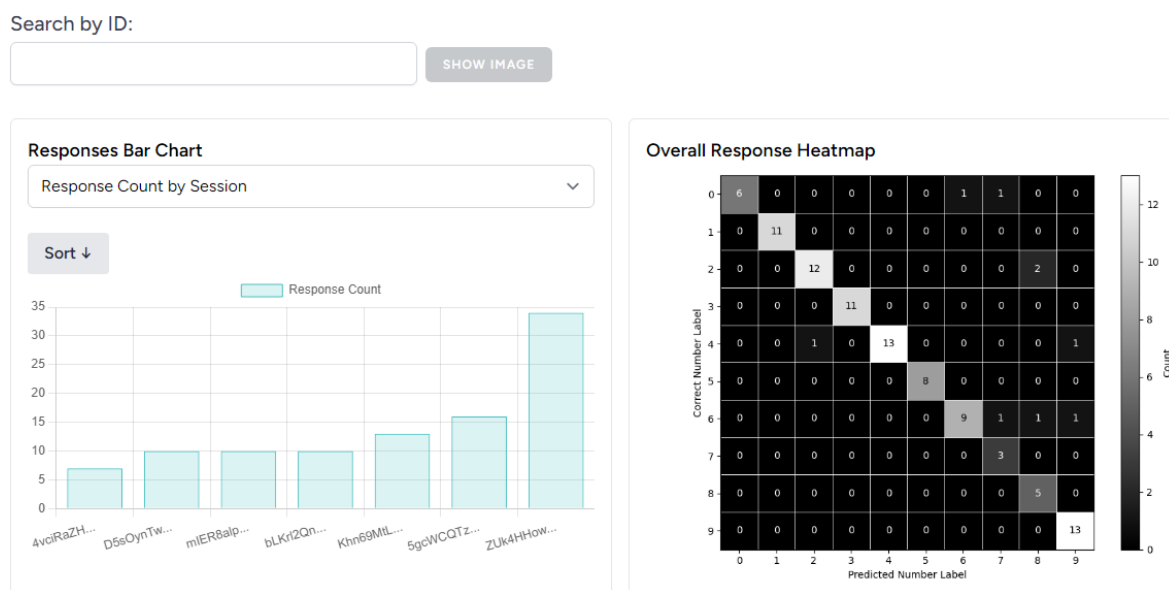 Search by ID:
SHOW IMAGE
Responses Bar Chart
Response Count by Session
Sort ↓
Response Count
35
30
25
20
15
10
5
0
4vciRaZH... D5sOynTw... mIER8alp... bLKrl2Qn... Khn69MtL... 5gcWCQTz... ZUk4HHow...
Overall Response Heatmap
Correct Number Label
0 6 0 0 0 0 0 1 1 0 0
1 0 11 0 0 0 0 0 0 0 0
2 0 0 12 0 0 0 0 0 2 0
3 0 0 0 11 0 0 0 0 0 0
4 0 0 1 0 13 0 0 0 0 1
5 0 0 0 0 0 8 0 0 0 0
6 0 0 0 0 0 0 9 1 1 1
7 0 0 0 0 0 0 0 3 0 0
8 0 0 0 0 0 0 0 0 5 0
9 0 0 0 0 0 0 0 0 0 13
0 1 2 3 4 5 6 7 8 9
Predicted Number Label
12
10
8
6
4
2
0
Count